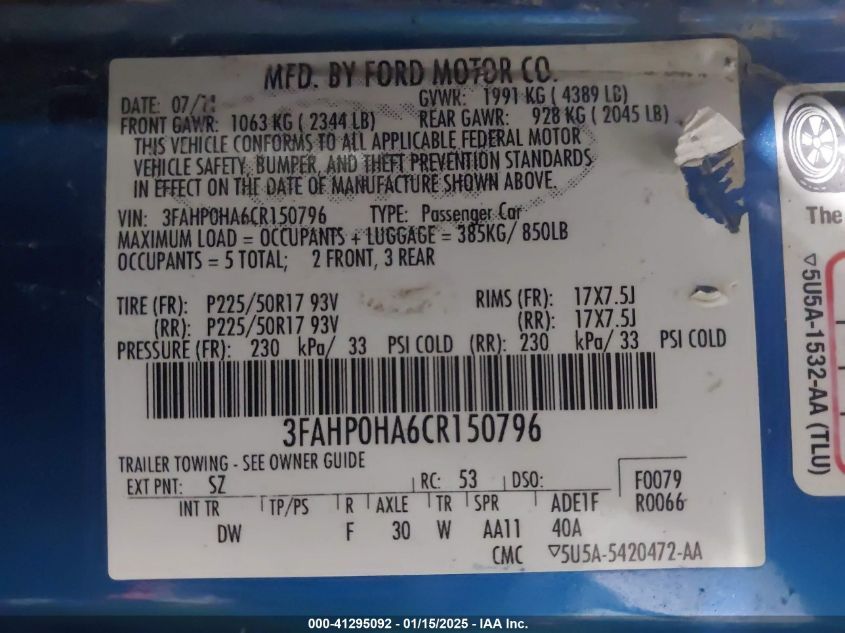 MFD. BY FORD MOTOR CO.
DATE: 07/11 GVWR: 1991 KG ( 4389 LB)
FRONT GAWR: 1063 KG ( 2344 LB) REAR GAWR: 928 KG ( 2045 LB)
THIS VEHICLE CONFORMS TO ALL APPLICABLE FEDERAL MOTOR
VEHICLE SAFETY, BUMPER, AND THEFT PREVENTION STANDARDS
IN EFFECT ON THE DATE OF MANUFACTURE SHOWN ABOVE.
VIN: 3FAHP0HA6CR150796 TYPE: Passenger Car
MAXIMUM LOAD = OCCUPANTS + LUGGAGE = 385KG/ 850LB
OCCUPANTS = 5 TOTAL; 2 FRONT, 3 REAR
TIRE (FR): P225/50R17 93V RIMS (FR): 17X7.5J
(RR): P225/50R17 93V (RR): 17X7.5J
PRESSURE (FR): 230 kPa/ 33 PSI COLD (RR): 230 kPa/ 33 PSI COLD
3FAHP0HA6CR150796
TRAILER TOWING - SEE OWNER GUIDE
EXT PNT: SZ RC: 53 DSO: F0079
INT TR TP/PS R AXLE TR SPR ADE1F R0066
DW F 30 W AA11 40A
CMC ▽5U5A-5420472-AA
The
▽5U5A-1532-AA (TLU)
000-41295092 - 01/15/2025 - IAA Inc.